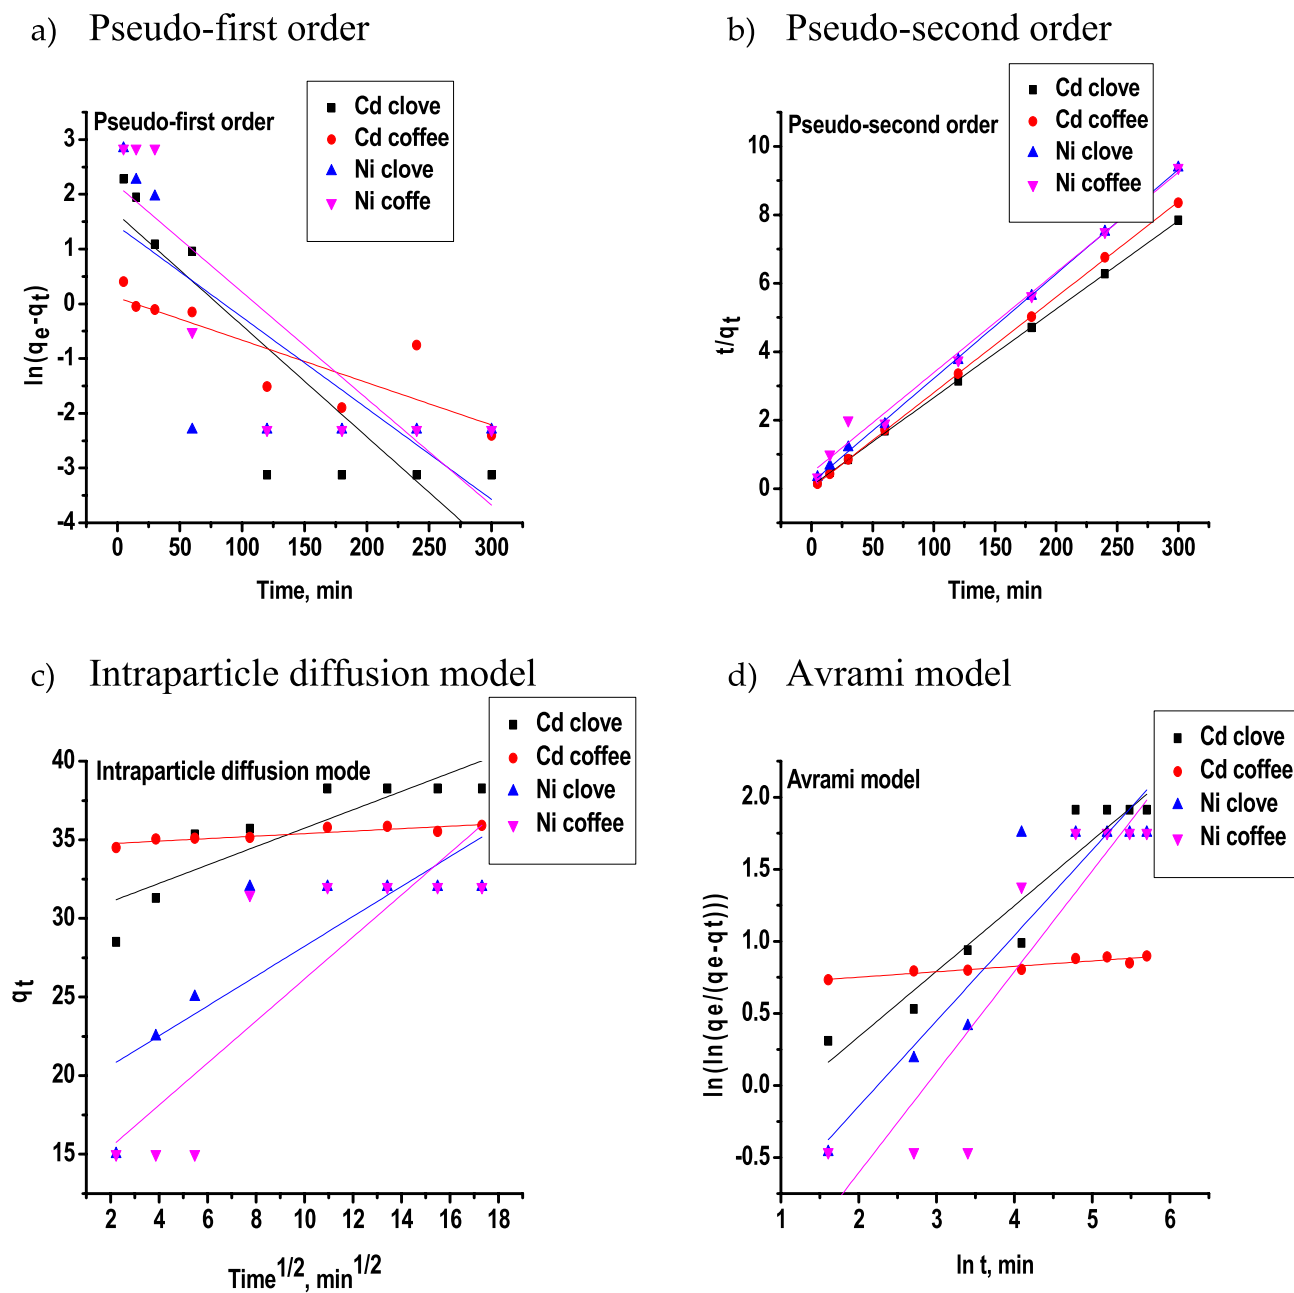 a) Pseudo-first order
Pseudo-first order
Cd clove
Cd coffee
Ni clove
Ni coffe
ln(qe-qt)
3
2
1
0
-1
-2
-3
-4
0 50 100 150 200 250 300
Time, min
b) Pseudo-second order
Pseudo-second order
Cd clove
Cd coffee
Ni clove
Ni coffee
t/qt
10
8
6
4
2
0
0 50 100 150 200 250 300
Time, min
c) Intraparticle diffusion model
Intraparticle diffusion mode
Cd clove
Cd coffee
Ni clove
Ni coffee
qt
40
35
30
25
20
15
2 4 6 8 10 12 14 16 18
Time1/2, min1/2
d) Avrami model
Avrami model
Cd clove
Cd coffee
Ni clove
Ni coffee
ln(ln(qe/(qe-qt)))
2.0
1.5
1.0
0.5
0.0
-0.5
1 2 3 4 5 6
ln t, min